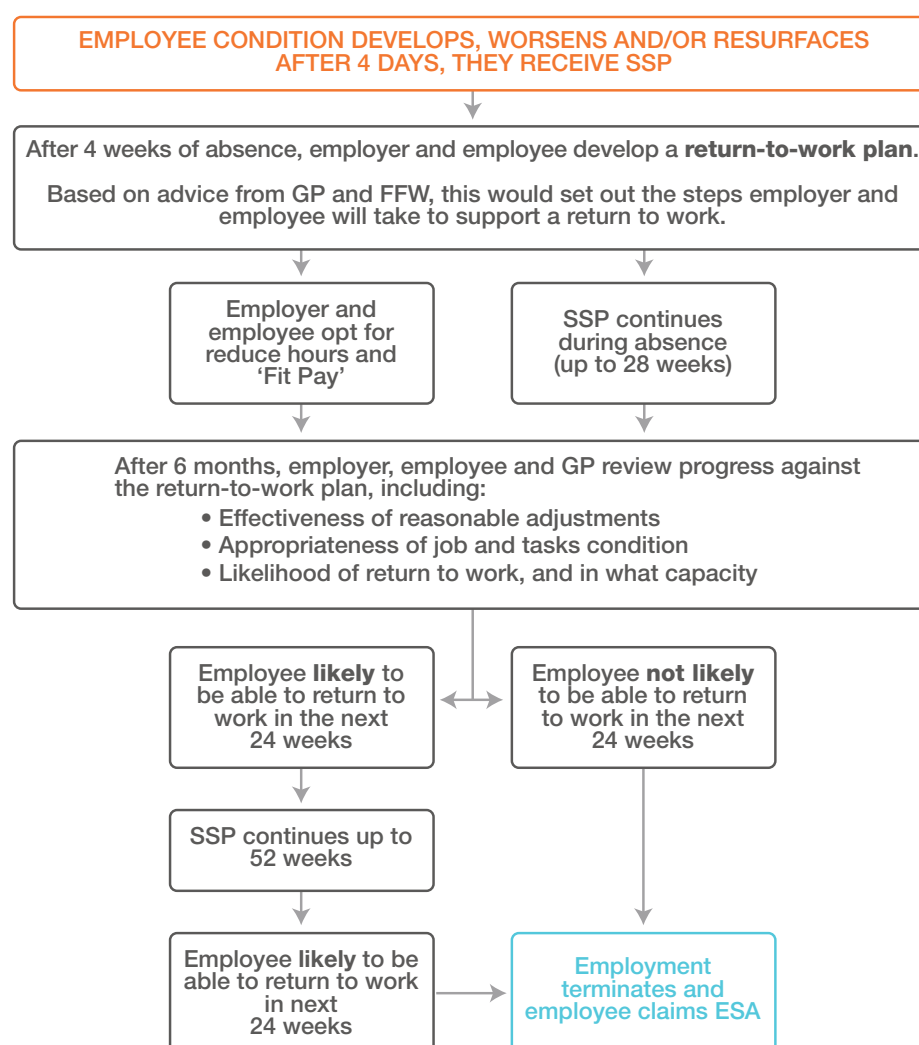 EMPLOYEE CONDITION DEVELOPS, WORSENS AND/OR RESURFACES
AFTER 4 DAYS, THEY RECEIVE SSP
After 4 weeks of absence, employer and employee develop a return-to-work plan.
Based on advice from GP and FFW, this would set out the steps employer and
employee will take to support a return to work.
Employer and
employee opt for
reduce hours and
‘Fit Pay’
SSP continues
during absence
(up to 28 weeks)
After 6 months, employer, employee and GP review progress against
the return-to-work plan, including:
• Effectiveness of reasonable adjustments
• Appropriateness of job and tasks condition
• Likelihood of return to work, and in what capacity
Employee likely to
be able to return to
work in the next
24 weeks
Employee not likely
to be able to return
to work in the next
24 weeks
SSP continues up to
52 weeks
Employee likely to be
able to return to work
in next
24 weeks
Employment
terminates and
employee claims ESA